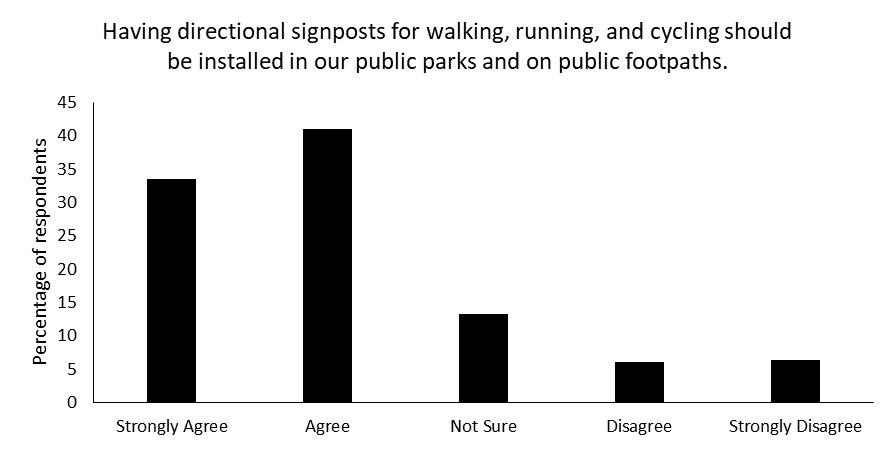 Having directional signposts for walking, running, and cycling should
be installed in our public parks and on public footpaths.
Percentage of respondents
45
40
35
30
25
20
15
10
5
0
Strongly Agree
Agree
Not Sure
Disagree
Strongly Disagree